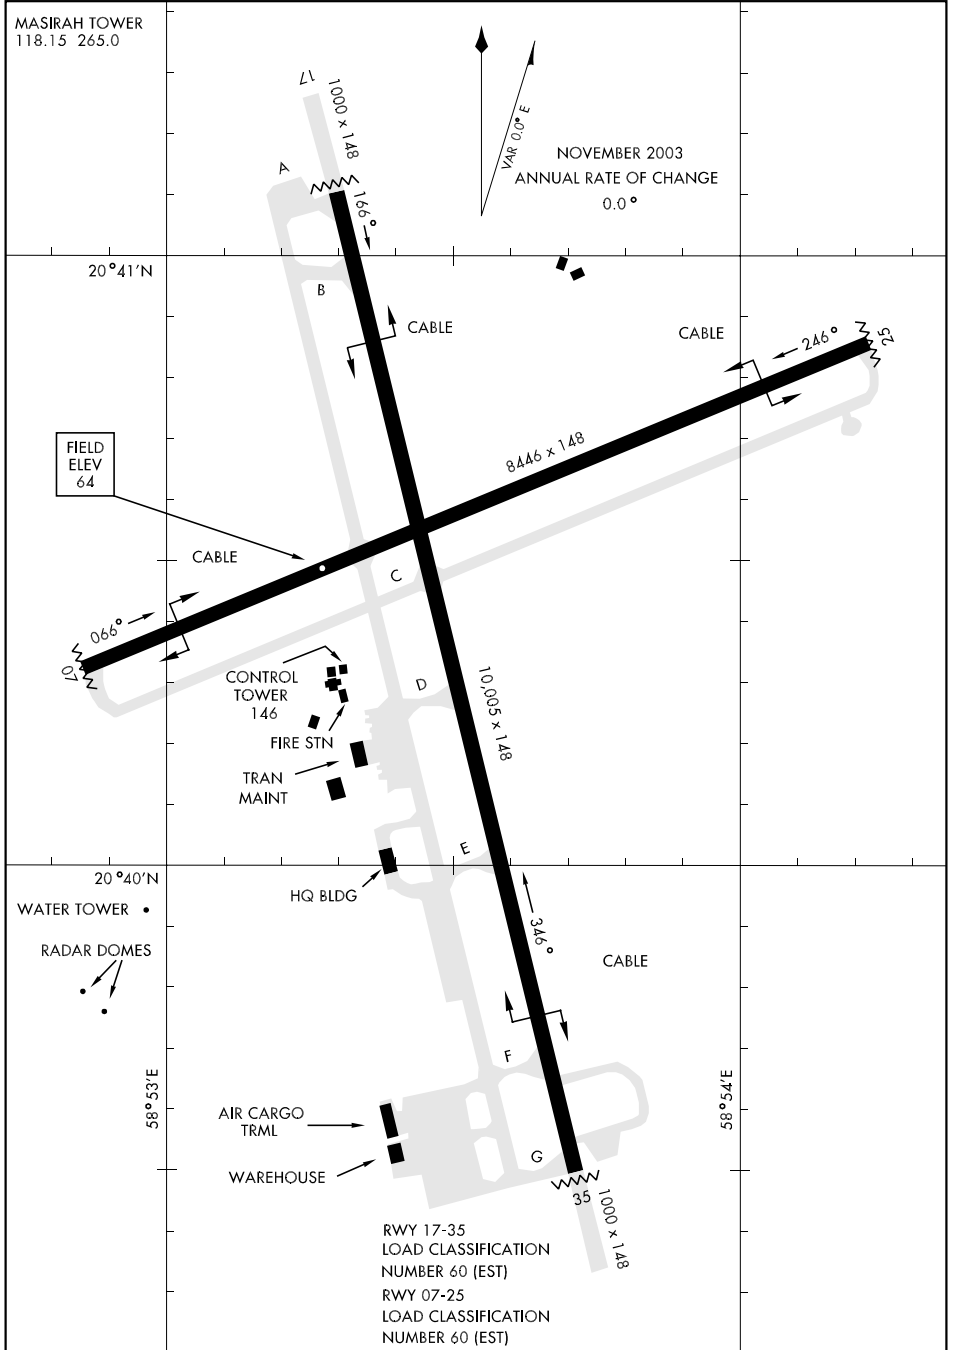 MASIRAH TOWER
118.15 265.0
17
1000 x 148
VAR 0.0° E
NOVEMBER 2003
ANNUAL RATE OF CHANGE
0.0°
A
166°
20°41'N
B
CABLE
CABLE
246°
25
FIELD
ELEV
64
8446 x 148
CABLE
C
066°
07
CONTROL
TOWER
146
D
10,005 x 148
FIRE STN
TRAN
MAINT
E
20°40'N
HQ BLDG
WATER TOWER
346°
RADAR DOMES
CABLE
F
58°53'E
58°54'E
AIR CARGO
TRML
G
WAREHOUSE
35
1000 x 148
RWY 17-35
LOAD CLASSIFICATION
NUMBER 60 (EST)
RWY 07-25
LOAD CLASSIFICATION
NUMBER 60 (EST)